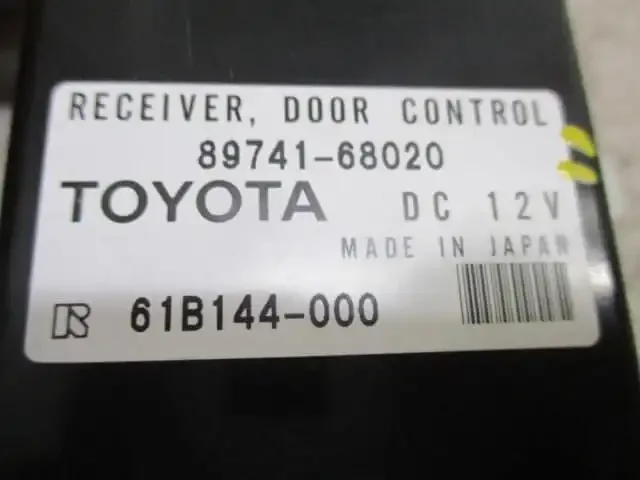 RECEIVER, DOOR CONTROL
89741-68020
TOYOTA DC 12V
MADE IN JAPAN
R 61B144-000